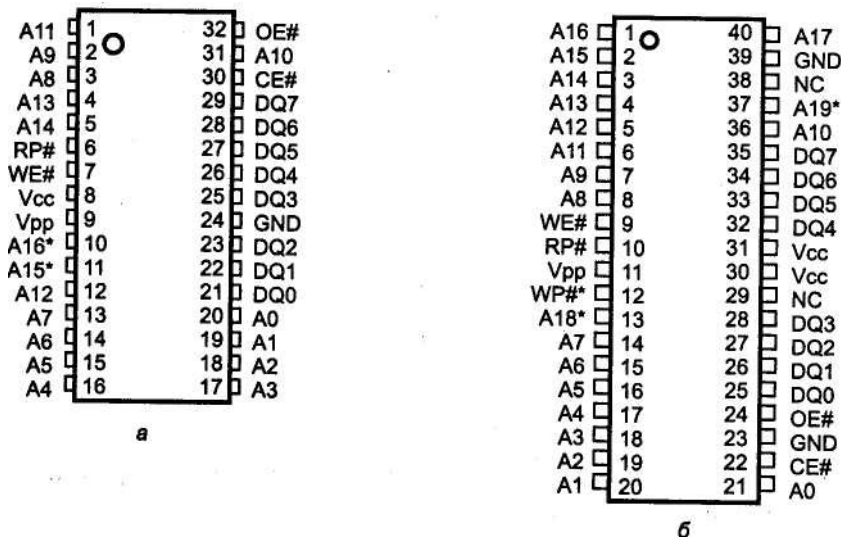 A11 1 32 OE#
A9 2 31 A10
A8 3 30 CE#
A13 4 29 DQ7
A14 5 28 DQ6
RP# 6 27 DQ5
WE# 7 26 DQ4
Vcc 8 25 DQ3
Vpp 9 24 GND
A16* 10 23 DQ2
A15* 11 22 DQ1
A12 12 21 DQ0
A7 13 20 A0
A6 14 19 A1
A5 15 18 A2
A4 16 17 A3
а
A16 1 40 A17
A15 2 39 GND
A14 3 38 NC
A13 4 37 A19*
A12 5 36 A10
A11 6 35 DQ7
A9 7 34 DQ6
A8 8 33 DQ5
WE# 9 32 DQ4
RP# 10 31 Vcc
Vpp 11 30 Vcc
WP#* 12 29 NC
A18* 13 28 DQ3
A7 14 27 DQ2
A6 15 26 DQ1
A5 16 25 DQ0
A4 17 24 OE#
A3 18 23 GND
A2 19 22 CE#
A1 20 21 A0
б